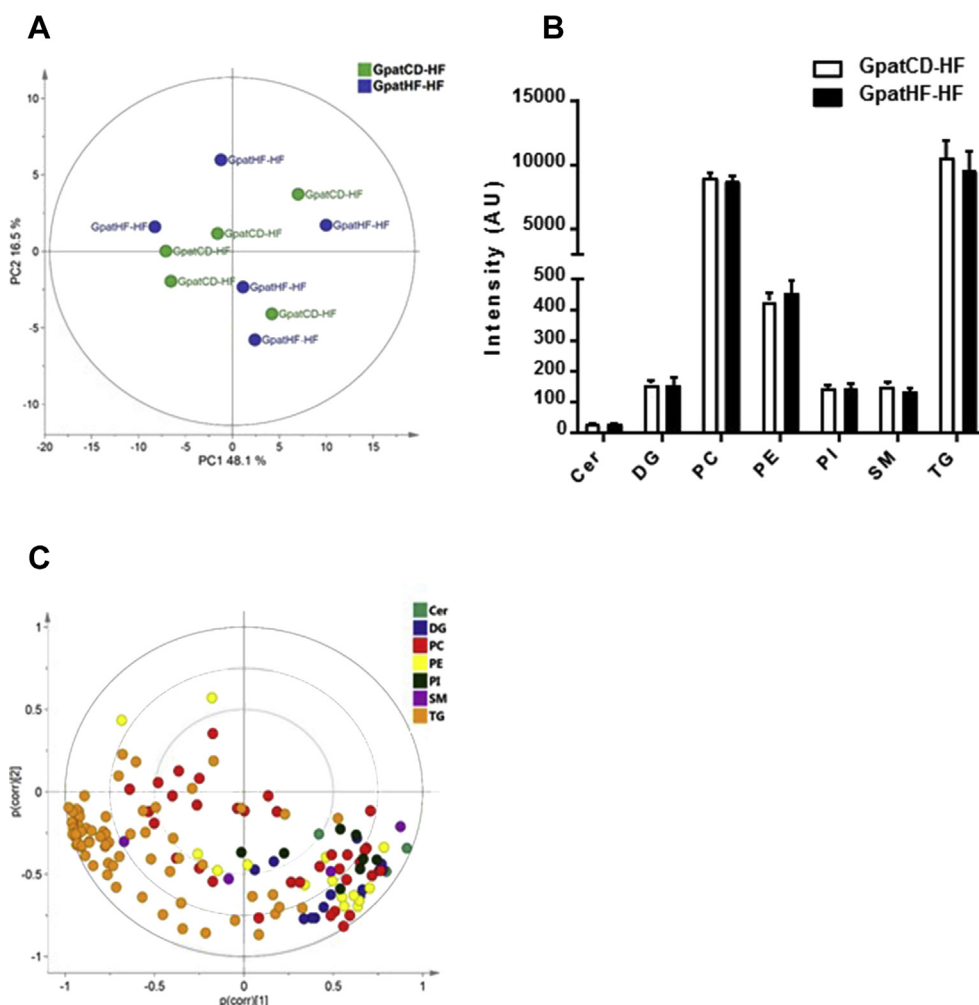 A
GpatCD-HF
GpatHF-HF
10
5
0
-5
-10
PC2 16.5 %
GpatHF-HF
GpatCD-HF
GpatHF-HF
GpatHF-HF
GpatCD-HF
GpatCD-HF
GpatCD-HF
GpatHF-HF
GpatCD-HF
GpatHF-HF
-20
-15
-10
-5
0
5
10
15
PC1 48.1 %
B
GpatCD-HF
GpatHF-HF
Intensity (AU)
15000
10000
5000
500
400
300
200
100
0
Cer
DG
PC
PE
PI
SM
TG
C
Cer
DG
PC
PE
PI
SM
TG
p(corr)[2]
1
0.5
0
-0.5
-1
-1
-0.5
0
0.5
1
p(corr)[1]